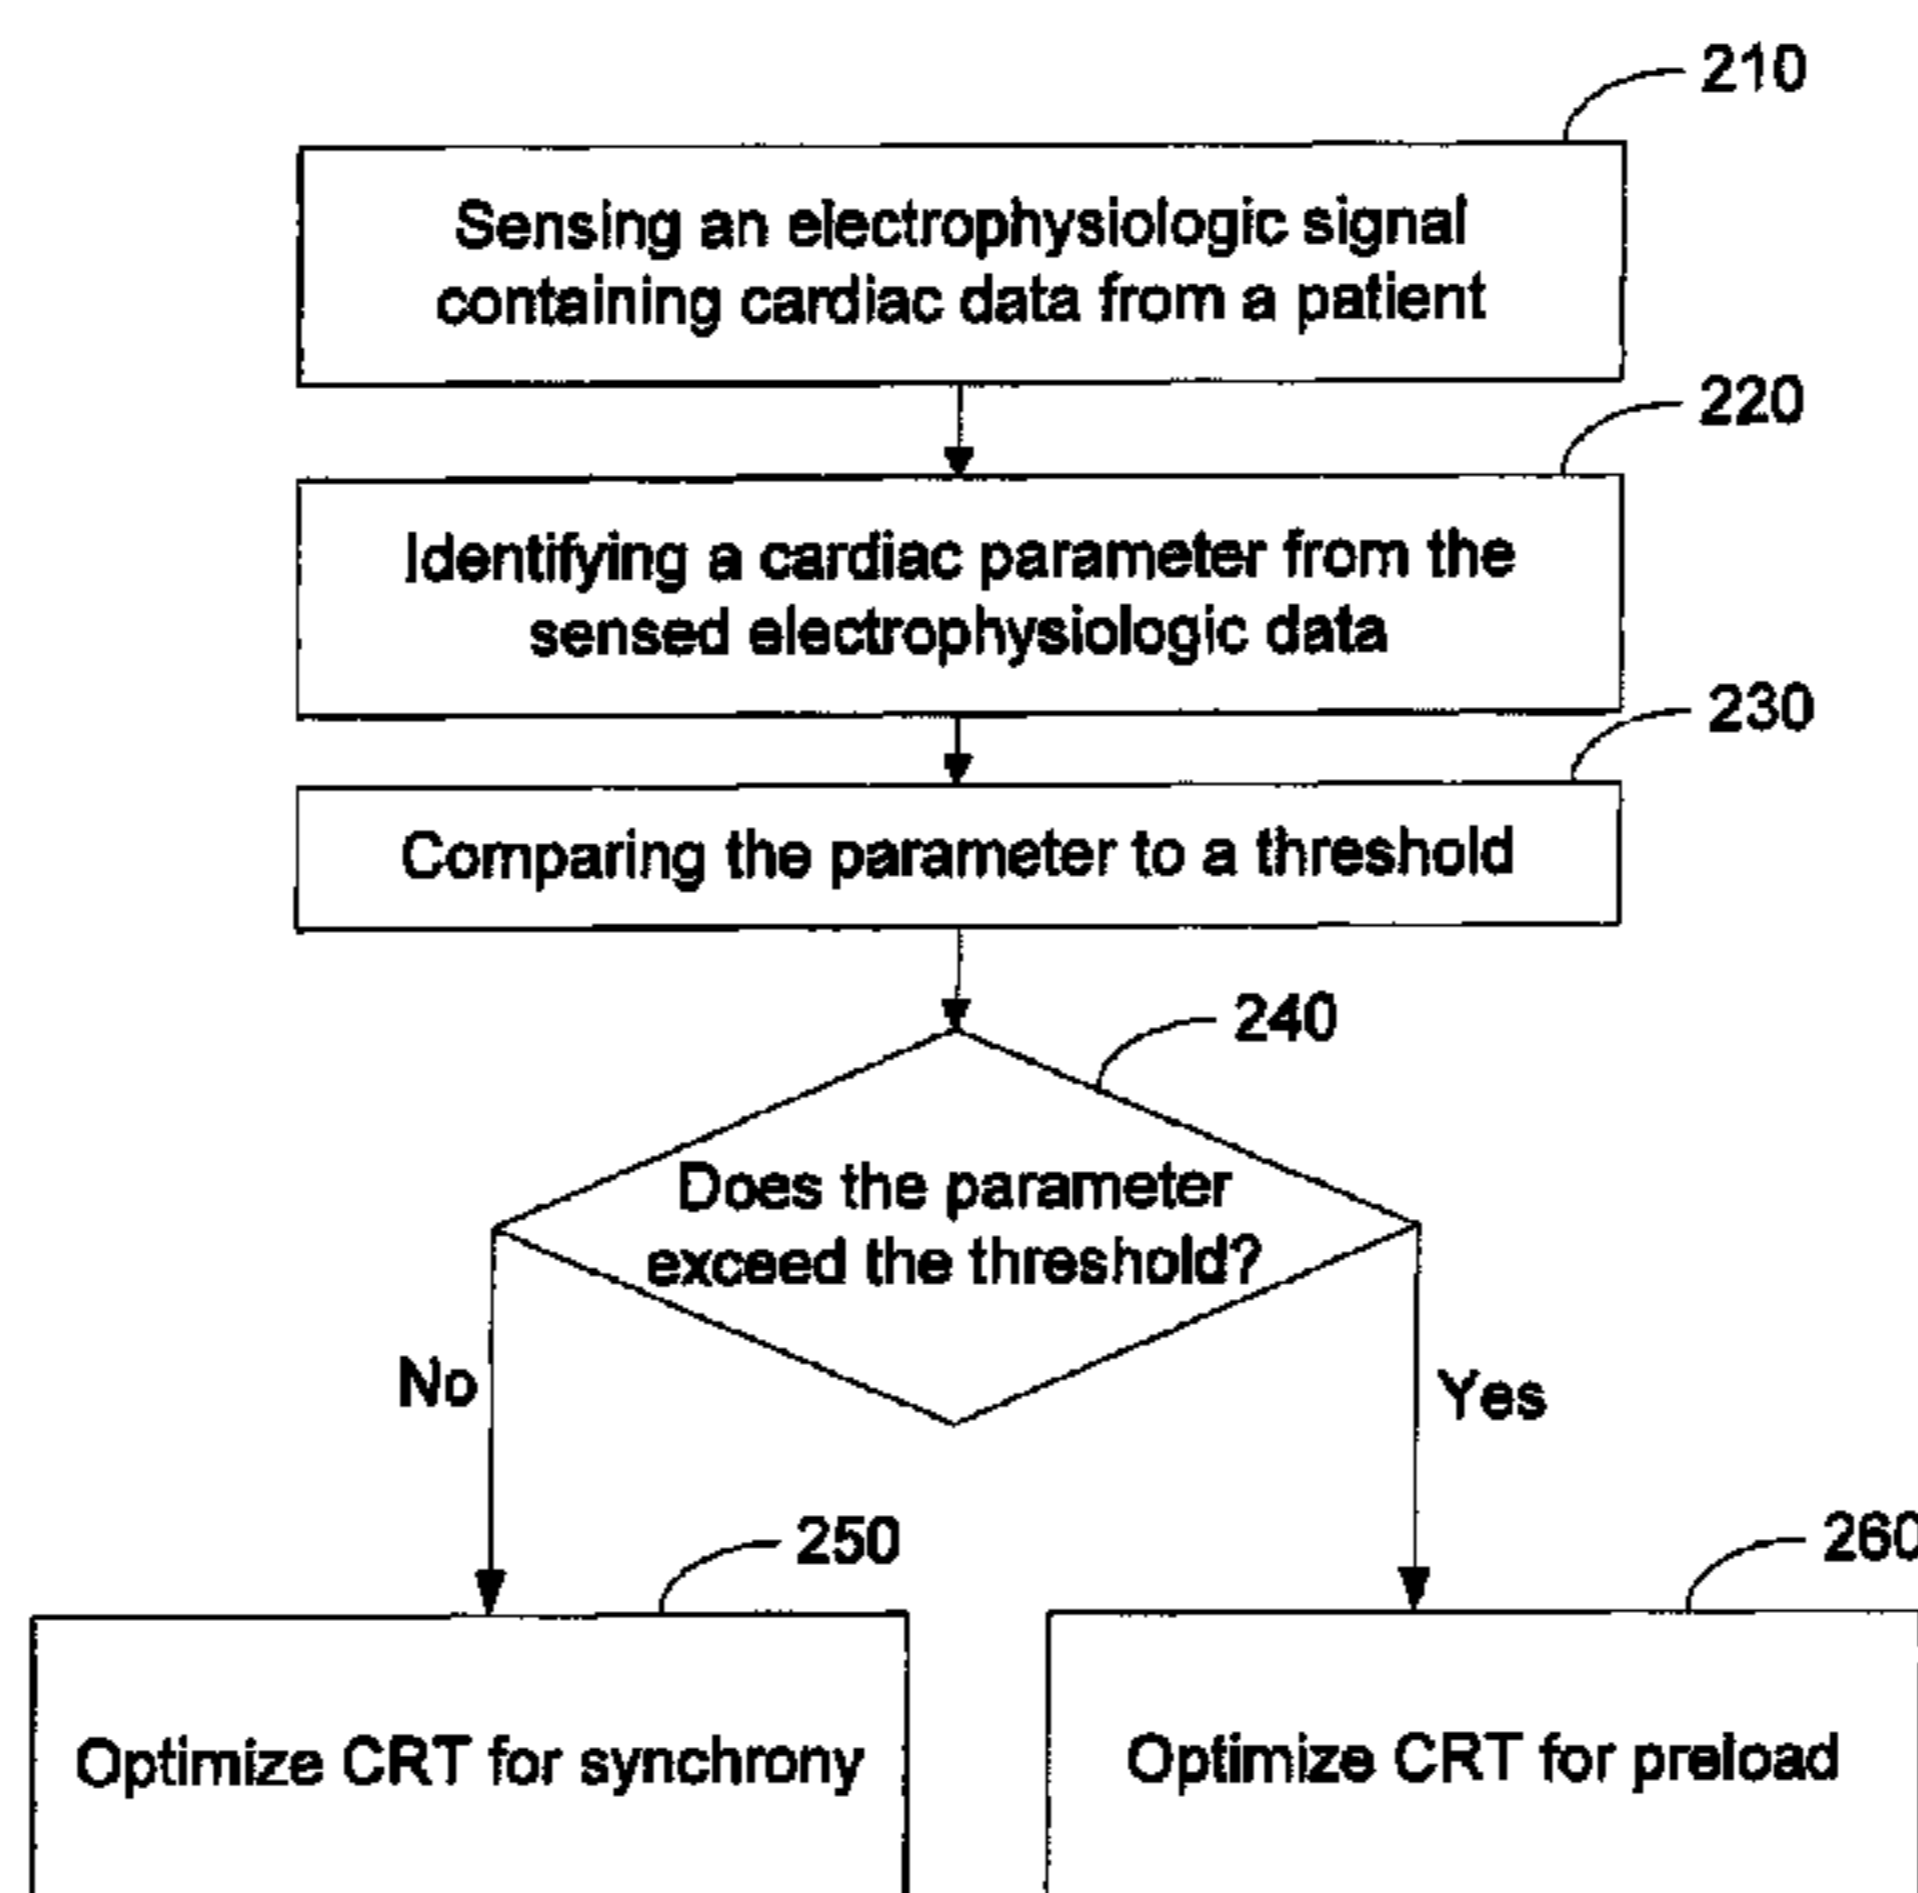 210
Sensing an electrophysiologic signal
containing cardiac data from a patient
220
Identifying a cardiac parameter from the
sensed electrophysiologic data
230
Comparing the parameter to a threshold
240
Does the parameter
exceed the threshold?
No
Yes
250
260
Optimize CRT for synchrony
Optimize CRT for preload